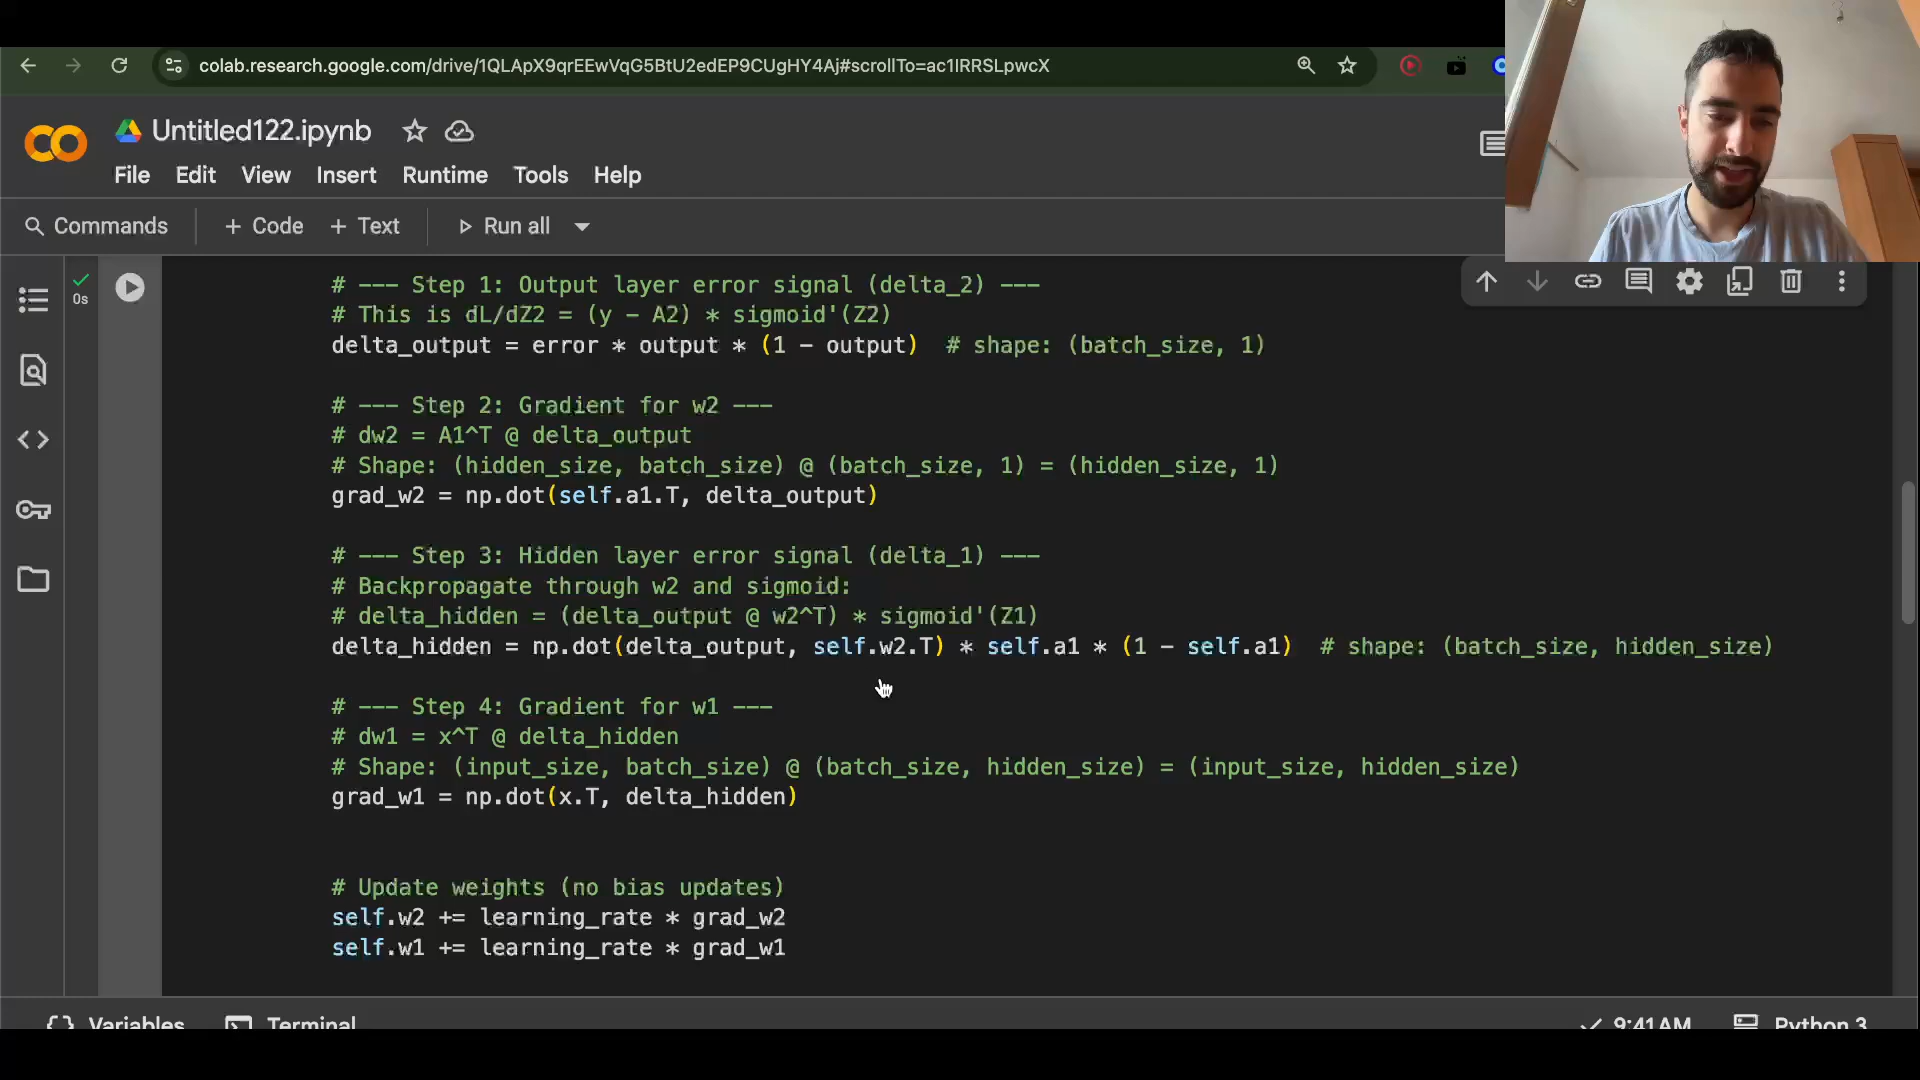 colab.research.google.com/drive/1QLApX9qrEEwVqG5BtU2edEP9CUgHY4Aj#scrollTo=ac1IRRSLpwcX
Untitled122.ipynb
File Edit View Insert Runtime Tools Help
Commands + Code + Text Run all
0s
# --- Step 1: Output layer error signal (delta_2) ---
# This is dL/dZ2 = (y - A2) * sigmoid'(Z2)
delta_output = error * output * (1 - output)  # shape: (batch_size, 1)
# --- Step 2: Gradient for w2 ---
# dw2 = A1^T @ delta_output
# Shape: (hidden_size, batch_size) @ (batch_size, 1) = (hidden_size, 1)
grad_w2 = np.dot(self.a1.T, delta_output)
# --- Step 3: Hidden layer error signal (delta_1) ---
# Backpropagate through w2 and sigmoid:
# delta_hidden = (delta_output @ w2^T) * sigmoid'(Z1)
delta_hidden = np.dot(delta_output, self.w2.T) * self.a1 * (1 - self.a1)  # shape: (batch_size, hidden_size)
# --- Step 4: Gradient for w1 ---
# dw1 = x^T @ delta_hidden
# Shape: (input_size, batch_size) @ (batch_size, hidden_size) = (input_size, hidden_size)
grad_w1 = np.dot(x.T, delta_hidden)
# Update weights (no bias updates)
self.w2 += learning_rate * grad_w2
self.w1 += learning_rate * grad_w1
Variables Terminal 9:41AM Python 3